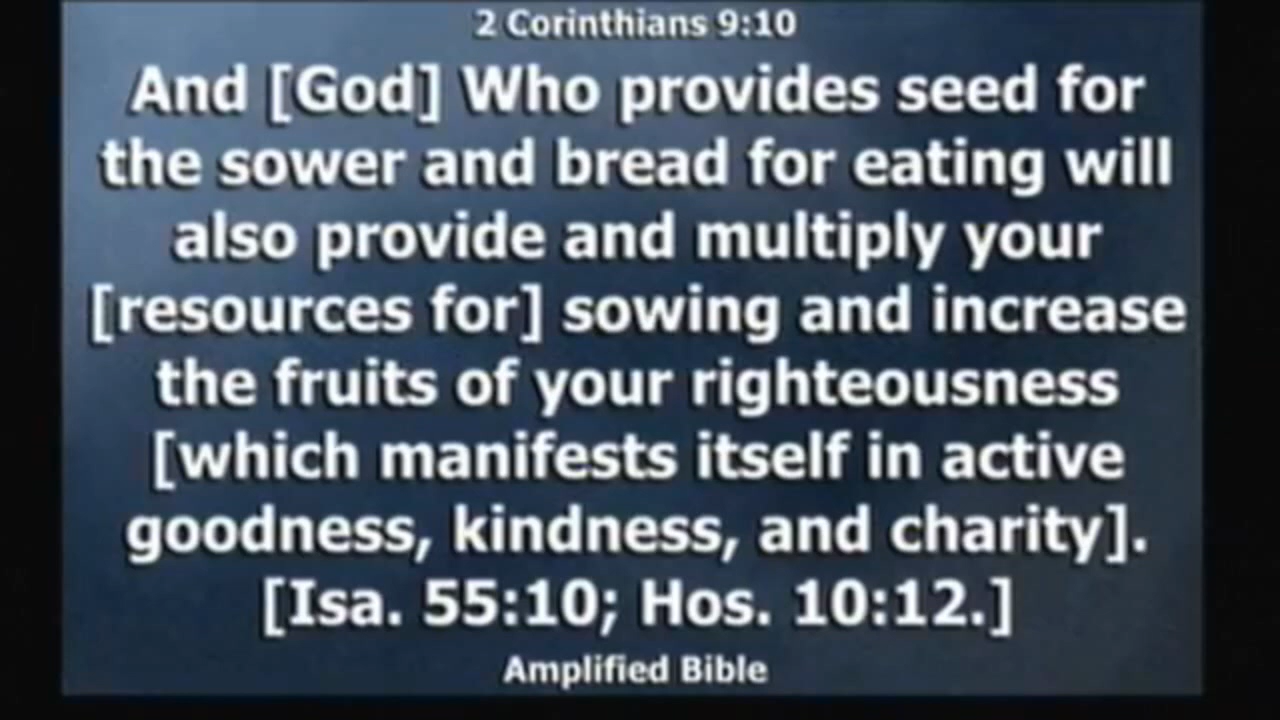 2 Corinthians 9:10
And [God] Who provides seed for
the sower and bread for eating will
also provide and multiply your
[resources for] sowing and increase
the fruits of your righteousness
[which manifests itself in active
goodness, kindness, and charity].
[Isa. 55:10; Hos. 10:12.]
Amplified Bible